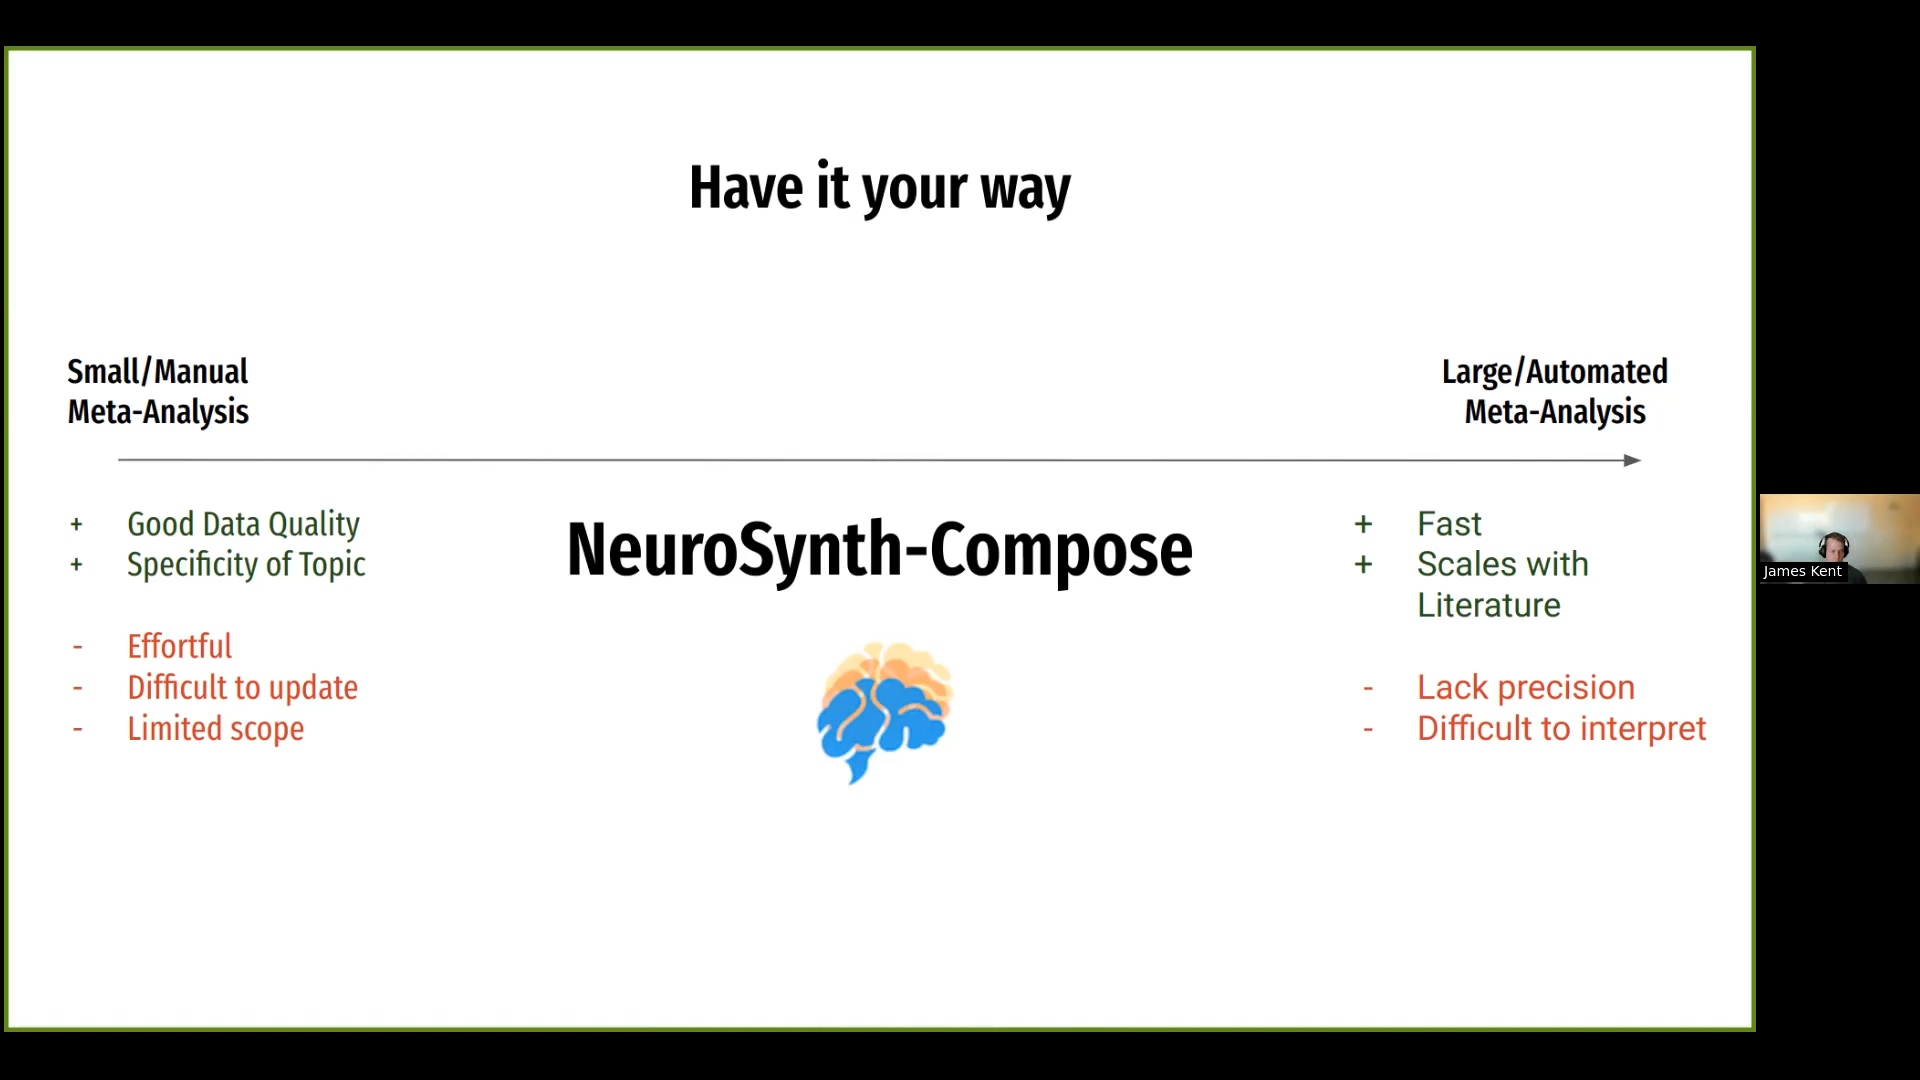 Have it your way
Small/Manual
Meta-Analysis
Large/Automated
Meta-Analysis
+ Good Data Quality
+ Specificity of Topic
- Effortful
- Difficult to update
- Limited scope
NeuroSynth-Compose
+ Fast
+ Scales with
Literature
- Lack precision
- Difficult to interpret
James Kent